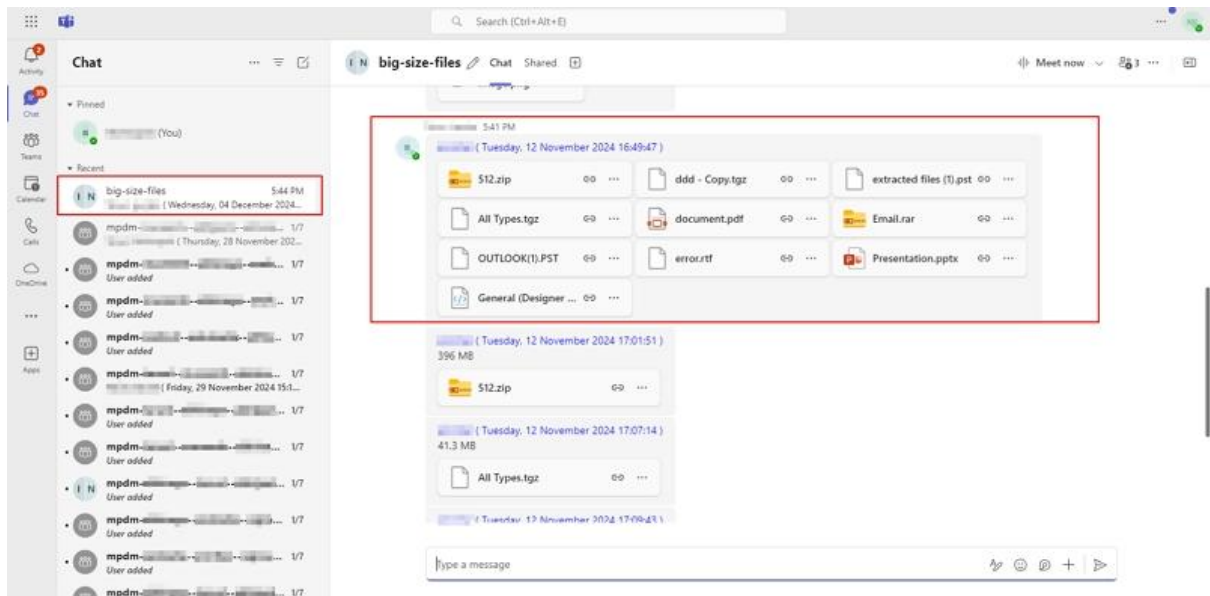 Search (Ctrl+Alt+E)
2
Activity
Chat
Teams
Calendar
Calls
OneDrive
Apps
Chat
Pinned
(You)
Recent
big-size-files 5:44 PM
( Wednesday, 04 December 2024...
mpdm- ... 1/7
( Thursday, 28 November 202...
mpdm- -- -- ... 1/7
User added
mpdm- -- -- ... 1/7
User added
mpdm- -- -- ... 1/7
User added
mpdm- -- -- ... 1/7
( Friday, 29 November 2024 15:1...
mpdm- -- -- ... 1/7
User added
mpdm- -- -- ... 1/7
User added
I N mpdm- -- -- ... 1/7
User added
mpdm- -- -- ... 1/7
User added
mpdm- -- -- ... 1/7
User added
mpdm- -- -- ... 1/7
I N big-size-files Chat Shared Meet now 3
5:41 PM
( Tuesday, 12 November 2024 16:49:47 )
512.zip ddd - Copy.tgz extracted files (1).pst
All Types.tgz document.pdf Email.rar
OUTLOOK(1).PST error.rtf Presentation.pptx
General (Designer ...
( Tuesday, 12 November 2024 17:01:51 )
396 MB
512.zip
( Tuesday, 12 November 2024 17:07:14 )
41.3 MB
All Types.tgz
( Tuesday, 12 November 2024 17:09:43 )
Type a message